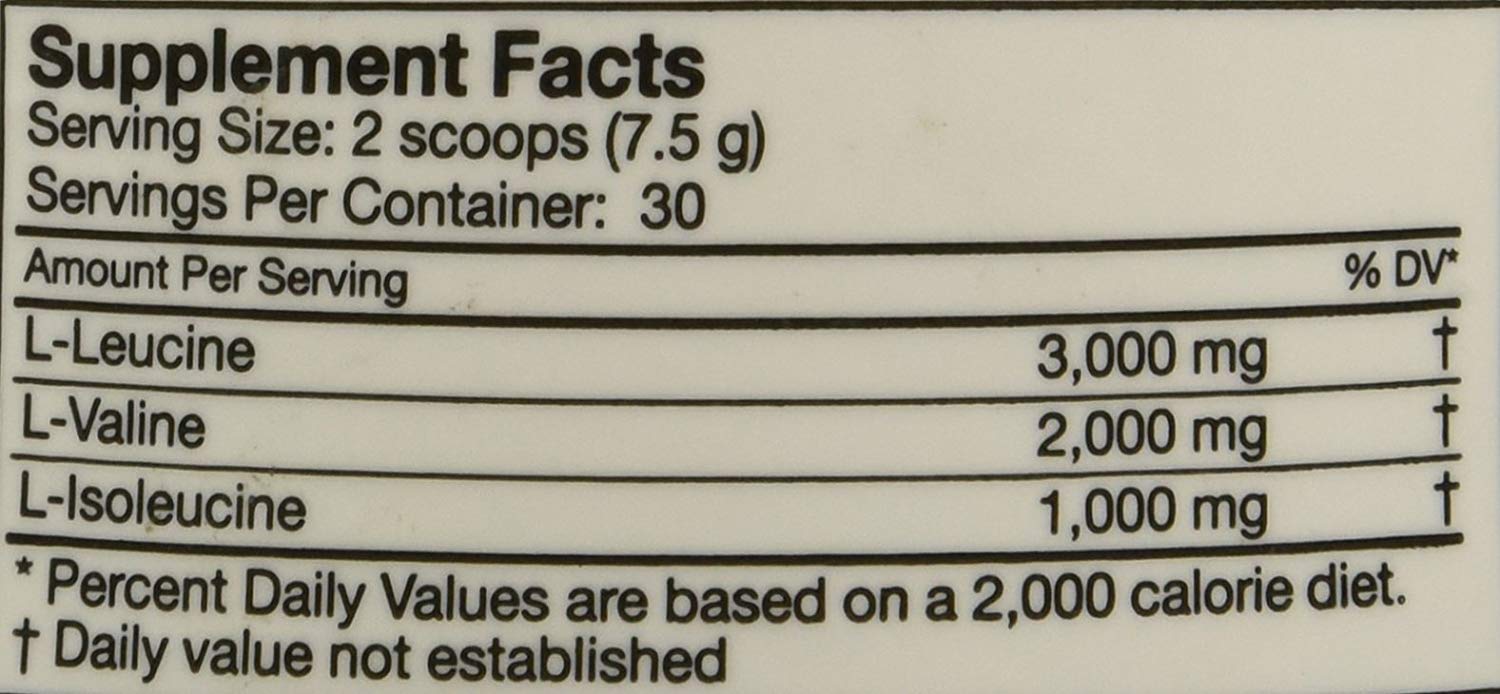 Supplement Facts
Serving Size: 2 scoops (7.5 g)
Servings Per Container: 30
Amount Per Serving % DV*
L-Leucine 3,000 mg †
L-Valine 2,000 mg †
L-Isoleucine 1,000 mg †
* Percent Daily Values are based on a 2,000 calorie diet.
† Daily value not established